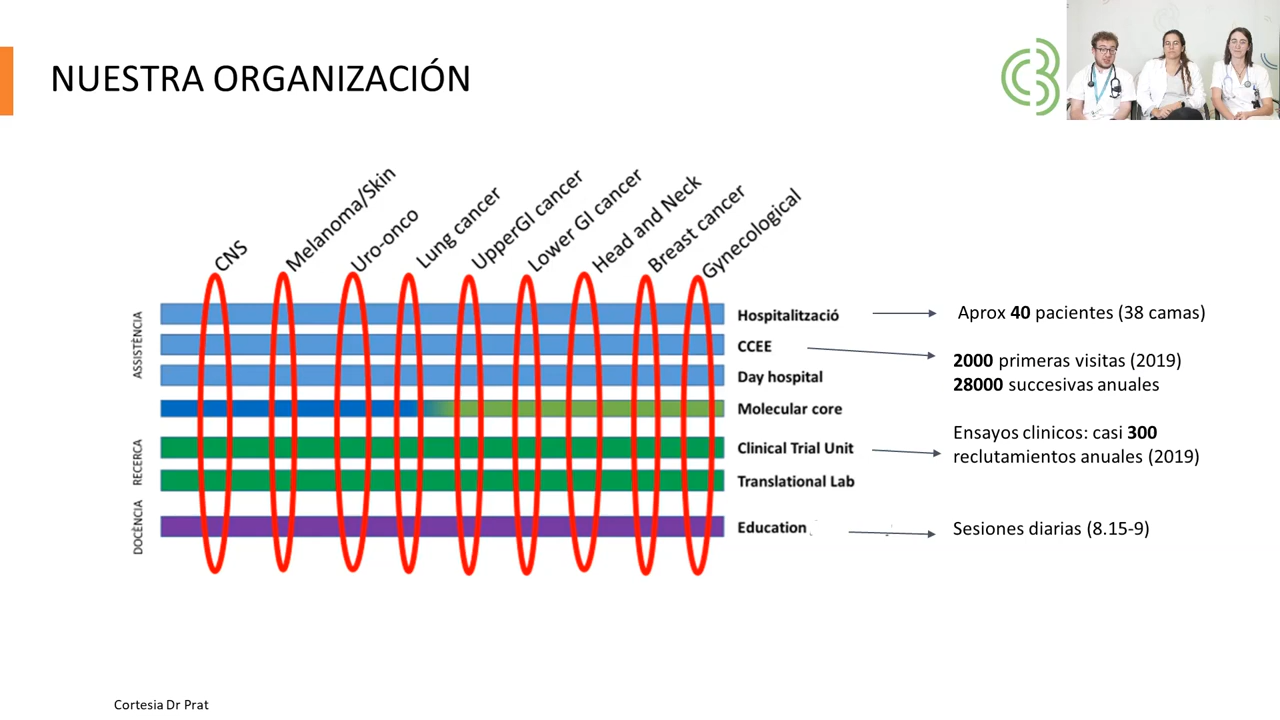 NUESTRA ORGANIZACIÓN
CNS
Melanoma/Skin
Uro-onco
Lung cancer
UpperGI cancer
Lower GI cancer
Head and Neck
Breast cancer
Gynecological
ASSISTÈNCIA
RECERCA
DOCÈNCIA
Hospitalització
CCEE
Day hospital
Molecular core
Clinical Trial Unit
Translational Lab
Education
Aprox 40 pacientes (38 camas)
2000 primeras visitas (2019)
28000 succesivas anuales
Ensayos clinicos: casi 300
reclutamientos anuales (2019)
Sesiones diarias (8.15-9)
Cortesia Dr Prat